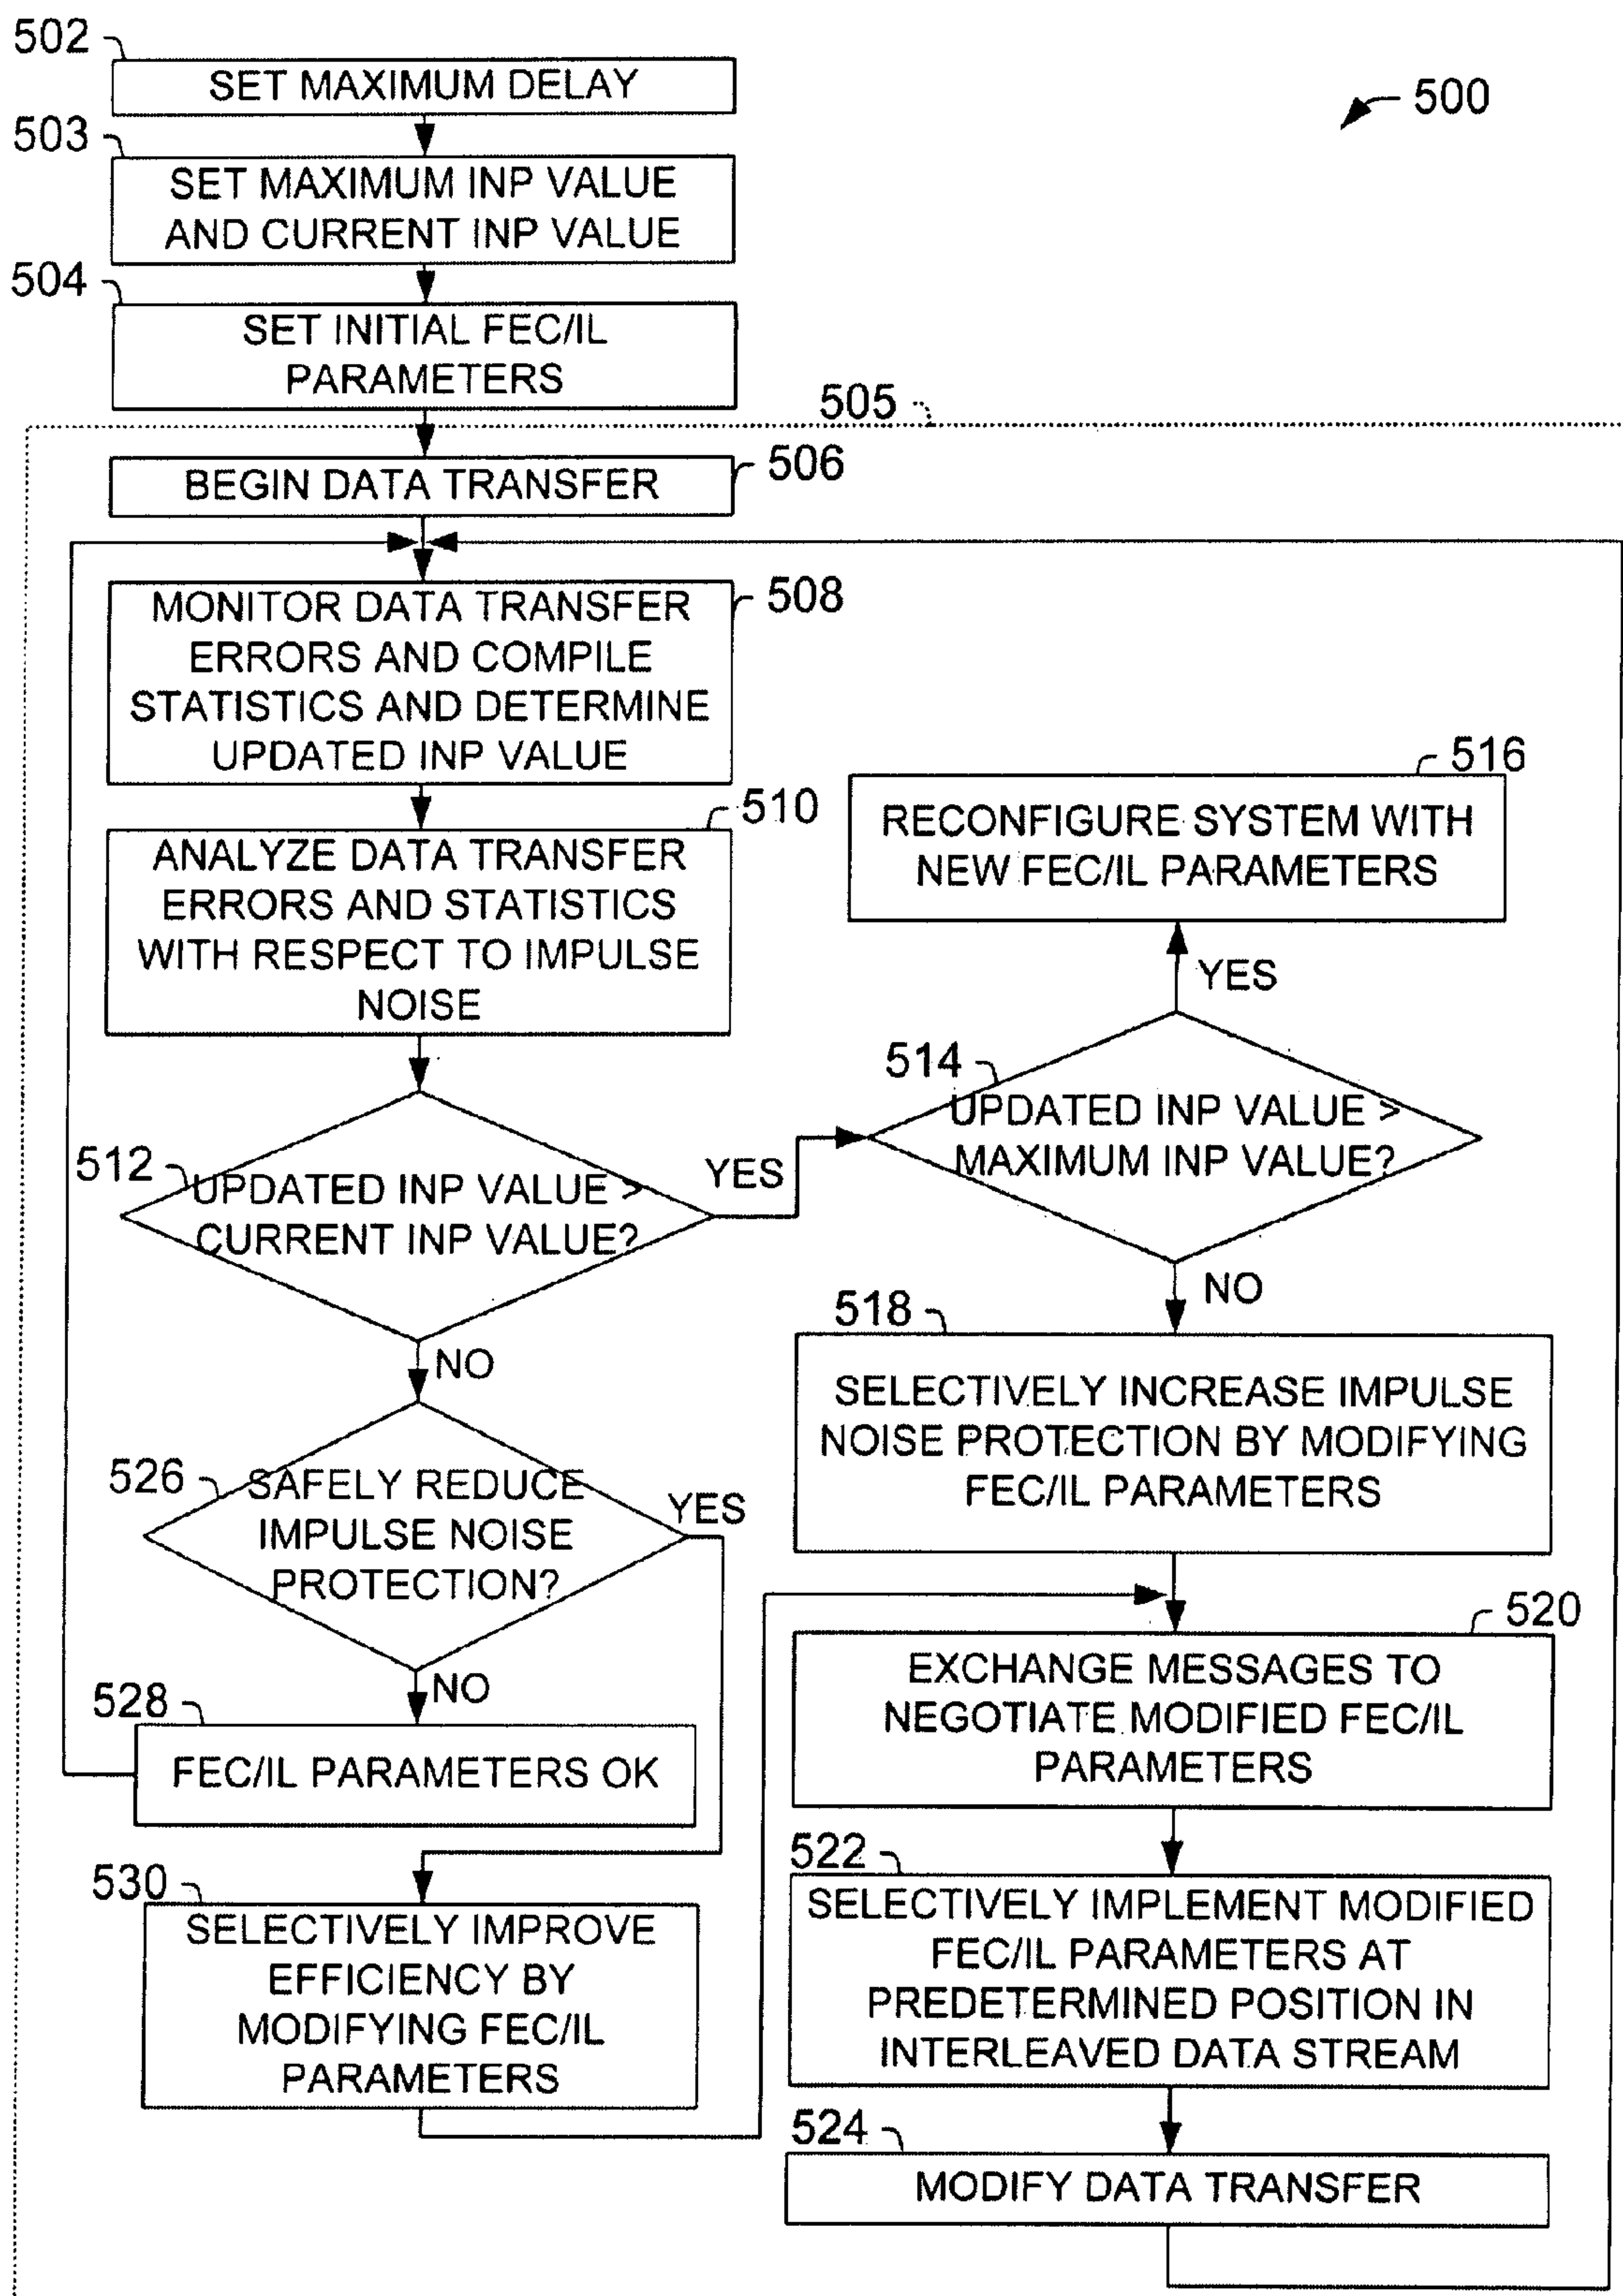 502
SET MAXIMUM DELAY
500
503
SET MAXIMUM INP VALUE
AND CURRENT INP VALUE
504
SET INITIAL FEC/IL
PARAMETERS
505
BEGIN DATA TRANSFER
506
MONITOR DATA TRANSFER
ERRORS AND COMPILE
STATISTICS AND DETERMINE
UPDATED INP VALUE
508
510
ANALYZE DATA TRANSFER
ERRORS AND STATISTICS
WITH RESPECT TO IMPULSE
NOISE
516
RECONFIGURE SYSTEM WITH
NEW FEC/IL PARAMETERS
YES
514
UPDATED INP VALUE >
MAXIMUM INP VALUE?
512
UPDATED INP VALUE >
CURRENT INP VALUE?
YES
NO
NO
518
SELECTIVELY INCREASE IMPULSE
NOISE PROTECTION BY MODIFYING
FEC/IL PARAMETERS
526
SAFELY REDUCE
IMPULSE NOISE
PROTECTION?
YES
NO
528
FEC/IL PARAMETERS OK
520
EXCHANGE MESSAGES TO
NEGOTIATE MODIFIED FEC/IL
PARAMETERS
530
SELECTIVELY IMPROVE
EFFICIENCY BY
MODIFYING FEC/IL
PARAMETERS
522
SELECTIVELY IMPLEMENT MODIFIED
FEC/IL PARAMETERS AT
PREDETERMINED POSITION IN
INTERLEAVED DATA STREAM
524
MODIFY DATA TRANSFER